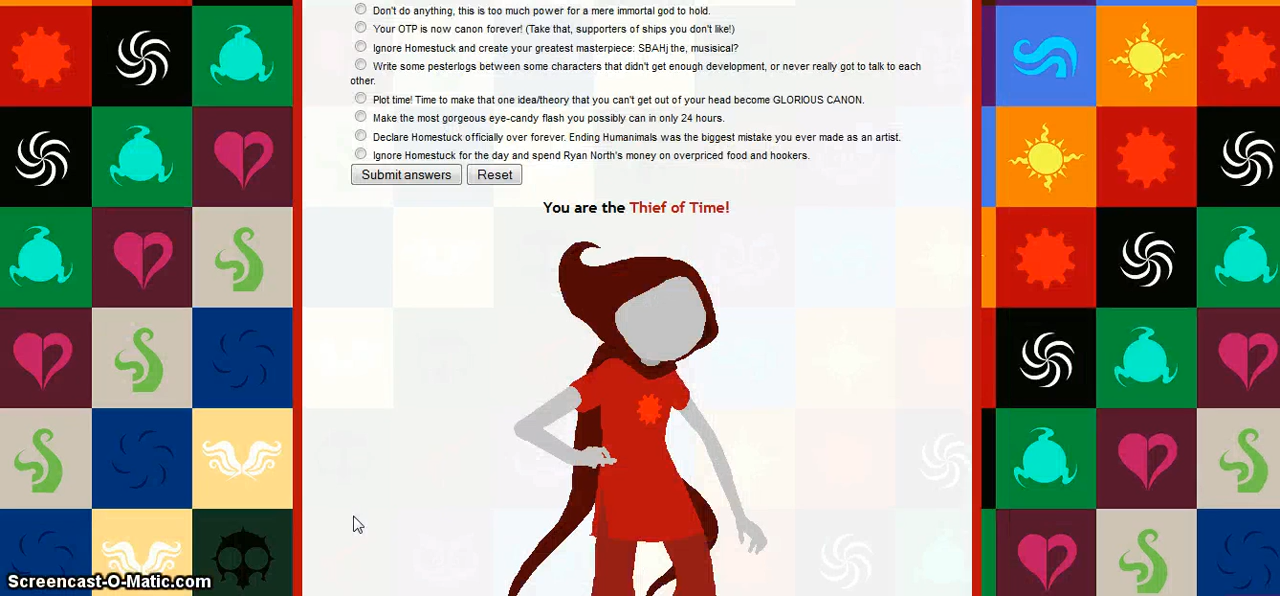 Don't do anything, this is too much power for a mere immortal god to hold.
Your OTP is now canon forever! (Take that, supporters of ships you don't like!)
Ignore Homestuck and create your greatest masterpiece: SBAHj the, musisical?
Write some pesterlogs between some characters that didn't get enough development, or never really got to talk to each
other.
Plot time! Time to make that one idea/theory that you can't get out of your head become GLORIOUS CANON.
Make the most gorgeous eye-candy flash you possibly can in only 24 hours.
Declare Homestuck officially over forever. Ending Humanimals was the biggest mistake you ever made as an artist.
Ignore Homestuck for the day and spend Ryan North's money on overpriced food and hookers.
Submit answers Reset
You are the Thief of Time!
Screencast-O-Matic.com